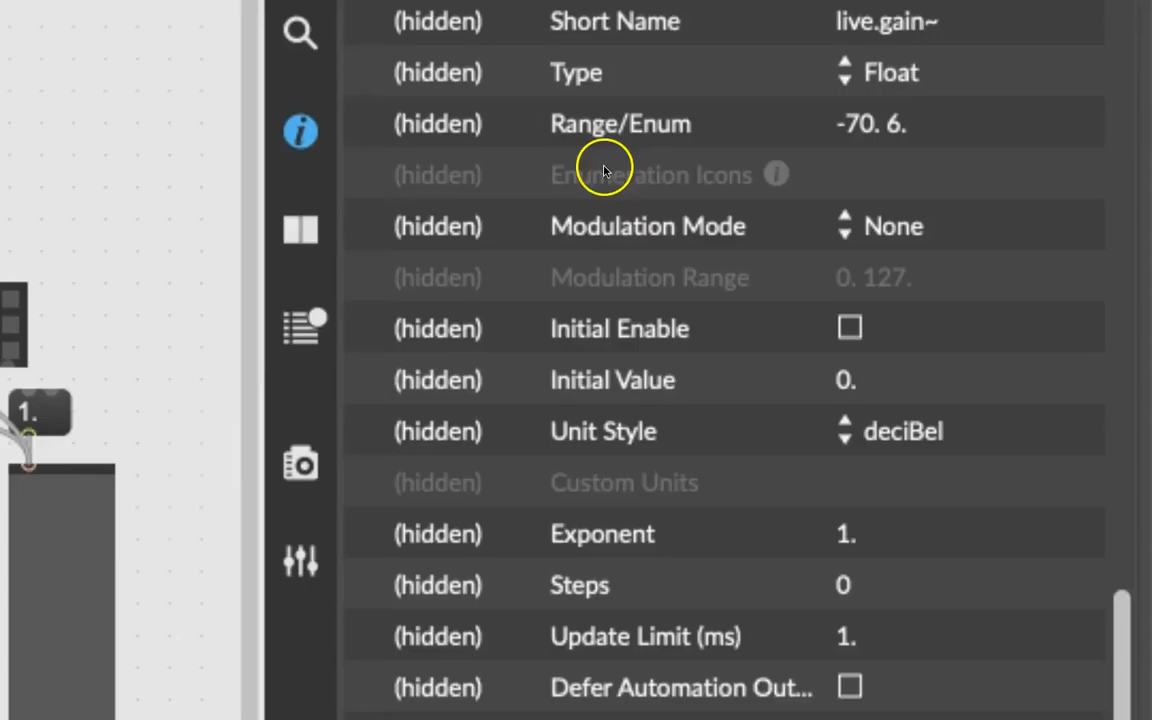 (hidden) Short Name live.gain~
(hidden) Type Float
(hidden) Range/Enum -70. 6.
(hidden) Enumeration Icons i
(hidden) Modulation Mode None
(hidden) Modulation Range 0. 127.
(hidden) Initial Enable
(hidden) Initial Value 0.
1.
(hidden) Unit Style deciBel
(hidden) Custom Units
(hidden) Exponent 1.
(hidden) Steps 0
(hidden) Update Limit (ms) 1.
(hidden) Defer Automation Out...